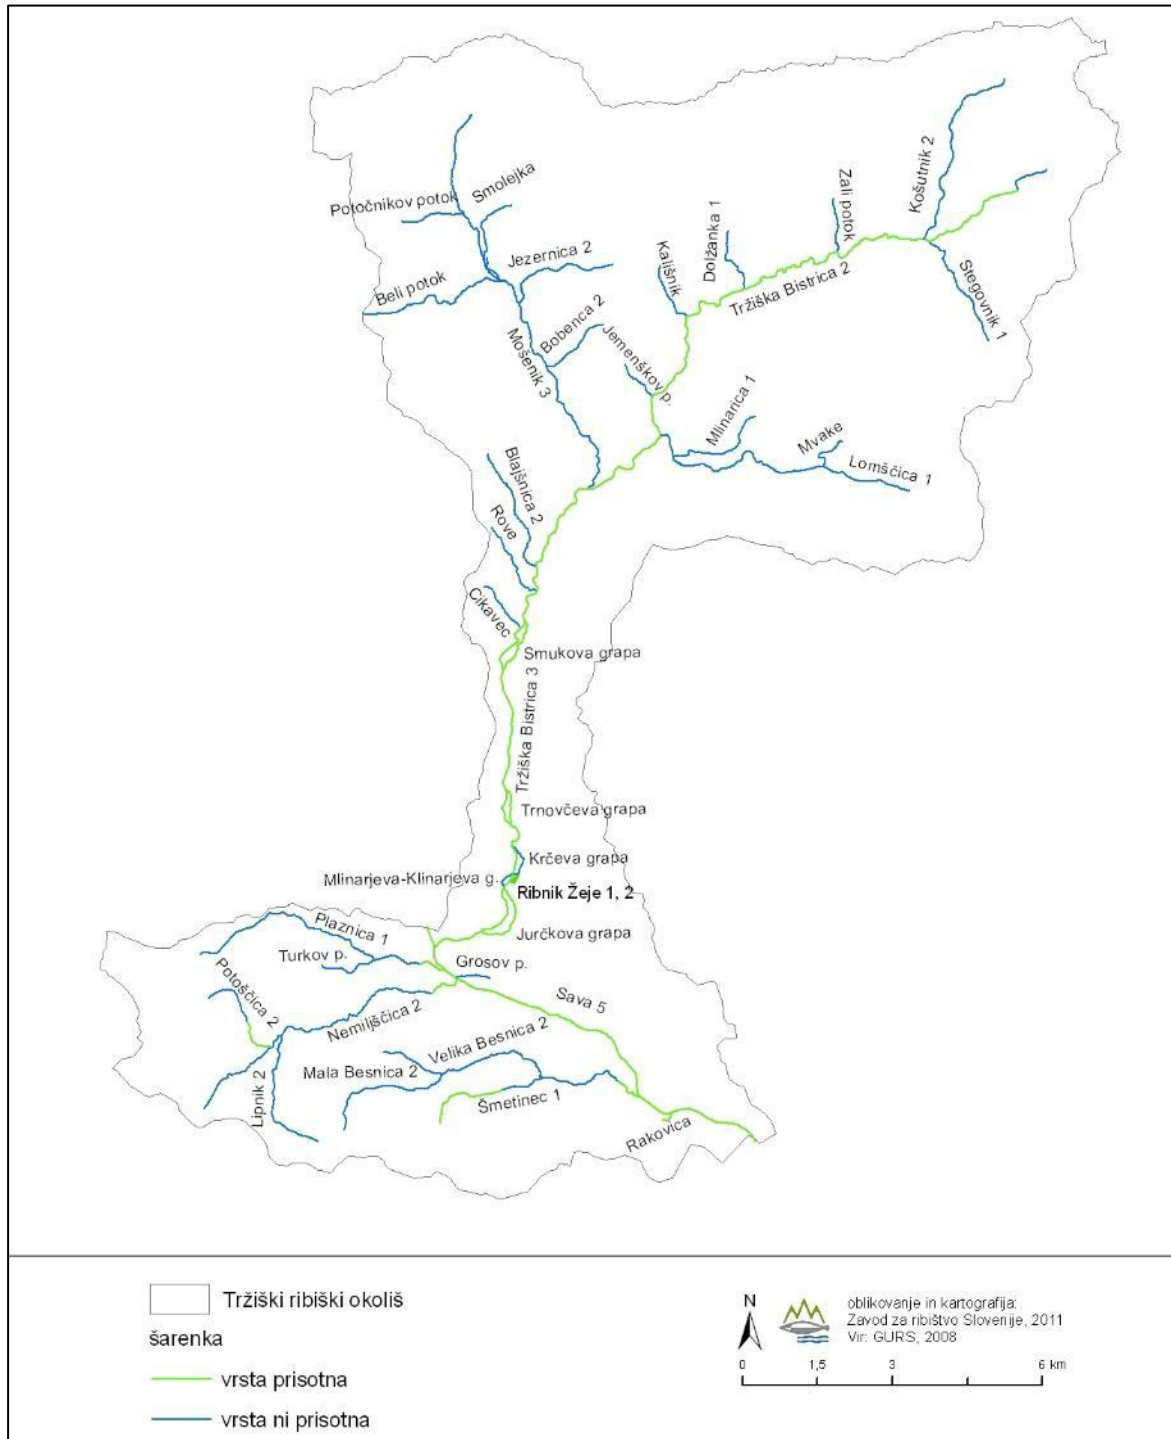 Košutnik 2
Smolejka
Potočnikov potok
Zali potok
Dolžanka 1
Kališnik
Jezernica 2
Stegovnik 1
Tržiška Bistrica 2
Beli potok
Bobenca 2
Mošenik 3
Jemenškov p.
Mlinarica 1
Mvake
Lomščica 1
Blajšnica 2
Rove
Cikavec
Smukova grapa
Tržiška Bistrica 3
Trnovčeva grapa
Krčeva grapa
Mlinarjeva-Klinarjeva g.
Ribnik Žeje 1, 2
Plaznica 1
Jurčkova grapa
Turkov p.
Grosov p.
Potoščica 2
Sava 5
Nemiljščica 2
Velika Besnica 2
Mala Besnica 2
Lipnik 2
Šmetinec 1
Rakovica
Tržiški ribiški okoliš
šarenka
vrsta prisotna
vrsta ni prisotna
N
oblikovanje in kartografija:
Zavod za ribištvo Slovenije, 2011
Vir: GURS, 2008
0 1,5 3 6 km